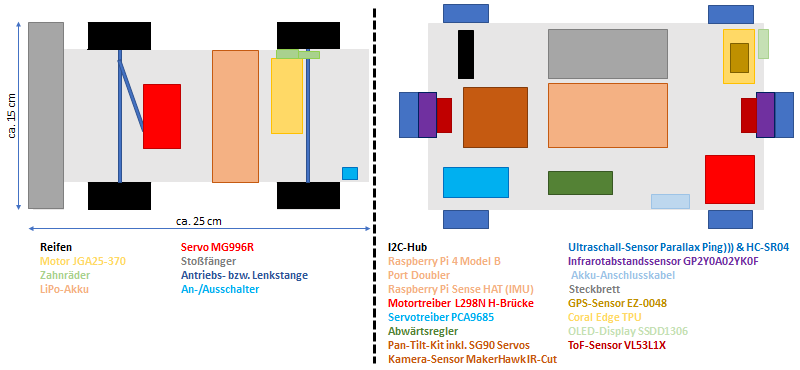 ca. 15 cm
ca. 25 cm
Reifen
Motor JGA25-370
Zahnräder
LiPo-Akku
Servo MG996R
Stoßfänger
Antriebs- bzw. Lenkstange
An-/Ausschalter
I2C-Hub
Raspberry Pi 4 Model B
Port Doubler
Raspberry Pi Sense HAT (IMU)
Motortreiber L298N H-Brücke
Servotreiber PCA9685
Abwärtsregler
Pan-Tilt-Kit inkl. SG90 Servos
Kamera-Sensor MakerHawk IR-Cut
Ultraschall-Sensor Parallax Ping))) & HC-SR04
Infrarotabstandssensor GP2Y0A02YK0F
Akku-Anschlusskabel
Steckbrett
GPS-Sensor EZ-0048
Coral Edge TPU
OLED-Display SSDD1306
ToF-Sensor VL53L1X